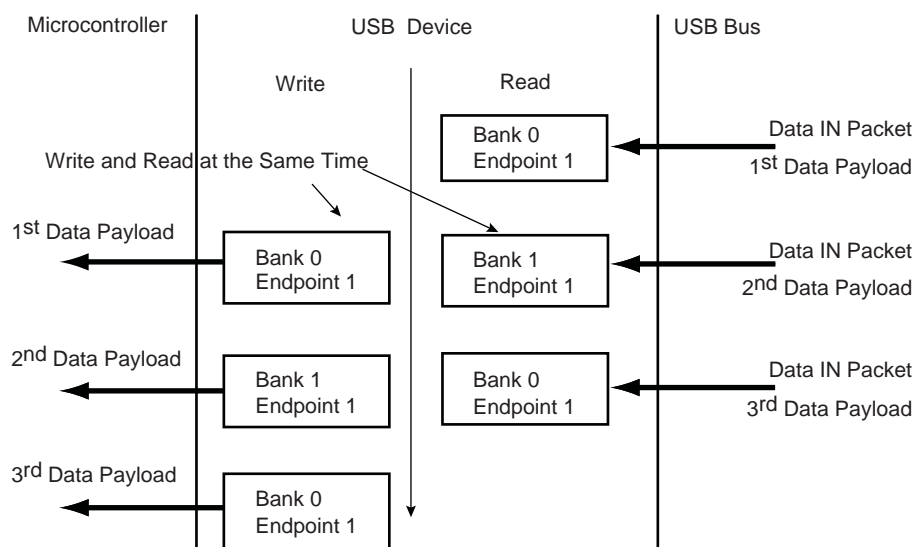 Microcontroller
USB Device
USB Bus
Write
Read
Bank 0
Endpoint 1
Data IN Packet
1st Data Payload
Write and Read at the Same Time
1st Data Payload
Bank 0
Endpoint 1
Bank 1
Endpoint 1
Data IN Packet
2nd Data Payload
2nd Data Payload
Bank 1
Endpoint 1
Bank 0
Endpoint 1
Data IN Packet
3rd Data Payload
3rd Data Payload
Bank 0
Endpoint 1